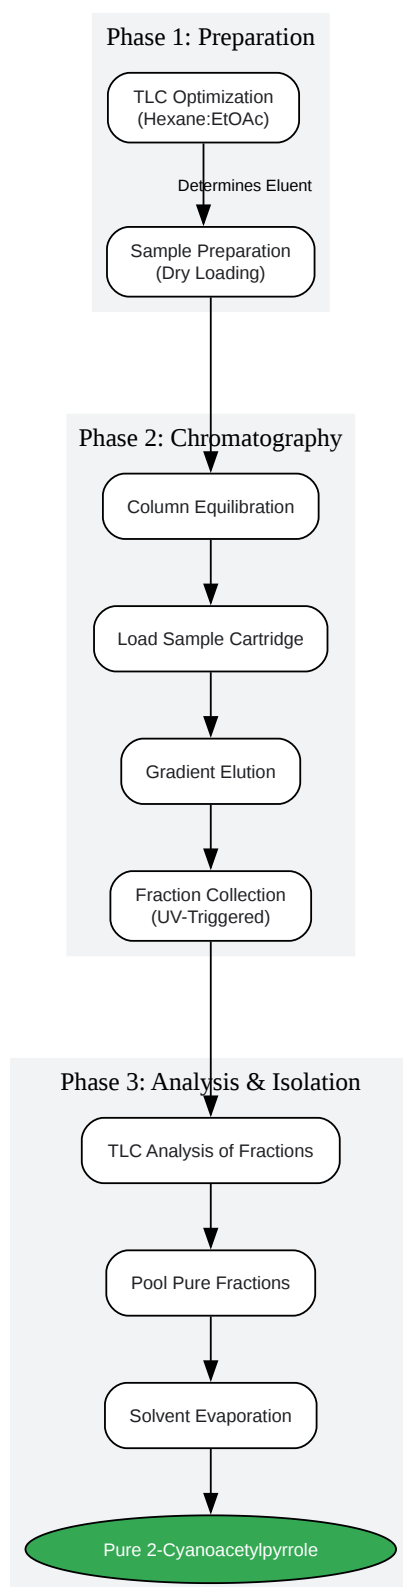 Phase 1: Preparation
TLC Optimization
(Hexane:EtOAc)
Determines Eluent
Sample Preparation
(Dry Loading)
Phase 2: Chromatography
Column Equilibration
Load Sample Cartridge
Gradient Elution
Fraction Collection
(UV-Triggered)
Phase 3: Analysis & Isolation
TLC Analysis of Fractions
Pool Pure Fractions
Solvent Evaporation
Pure 2-Cyanoacetylpyrrole